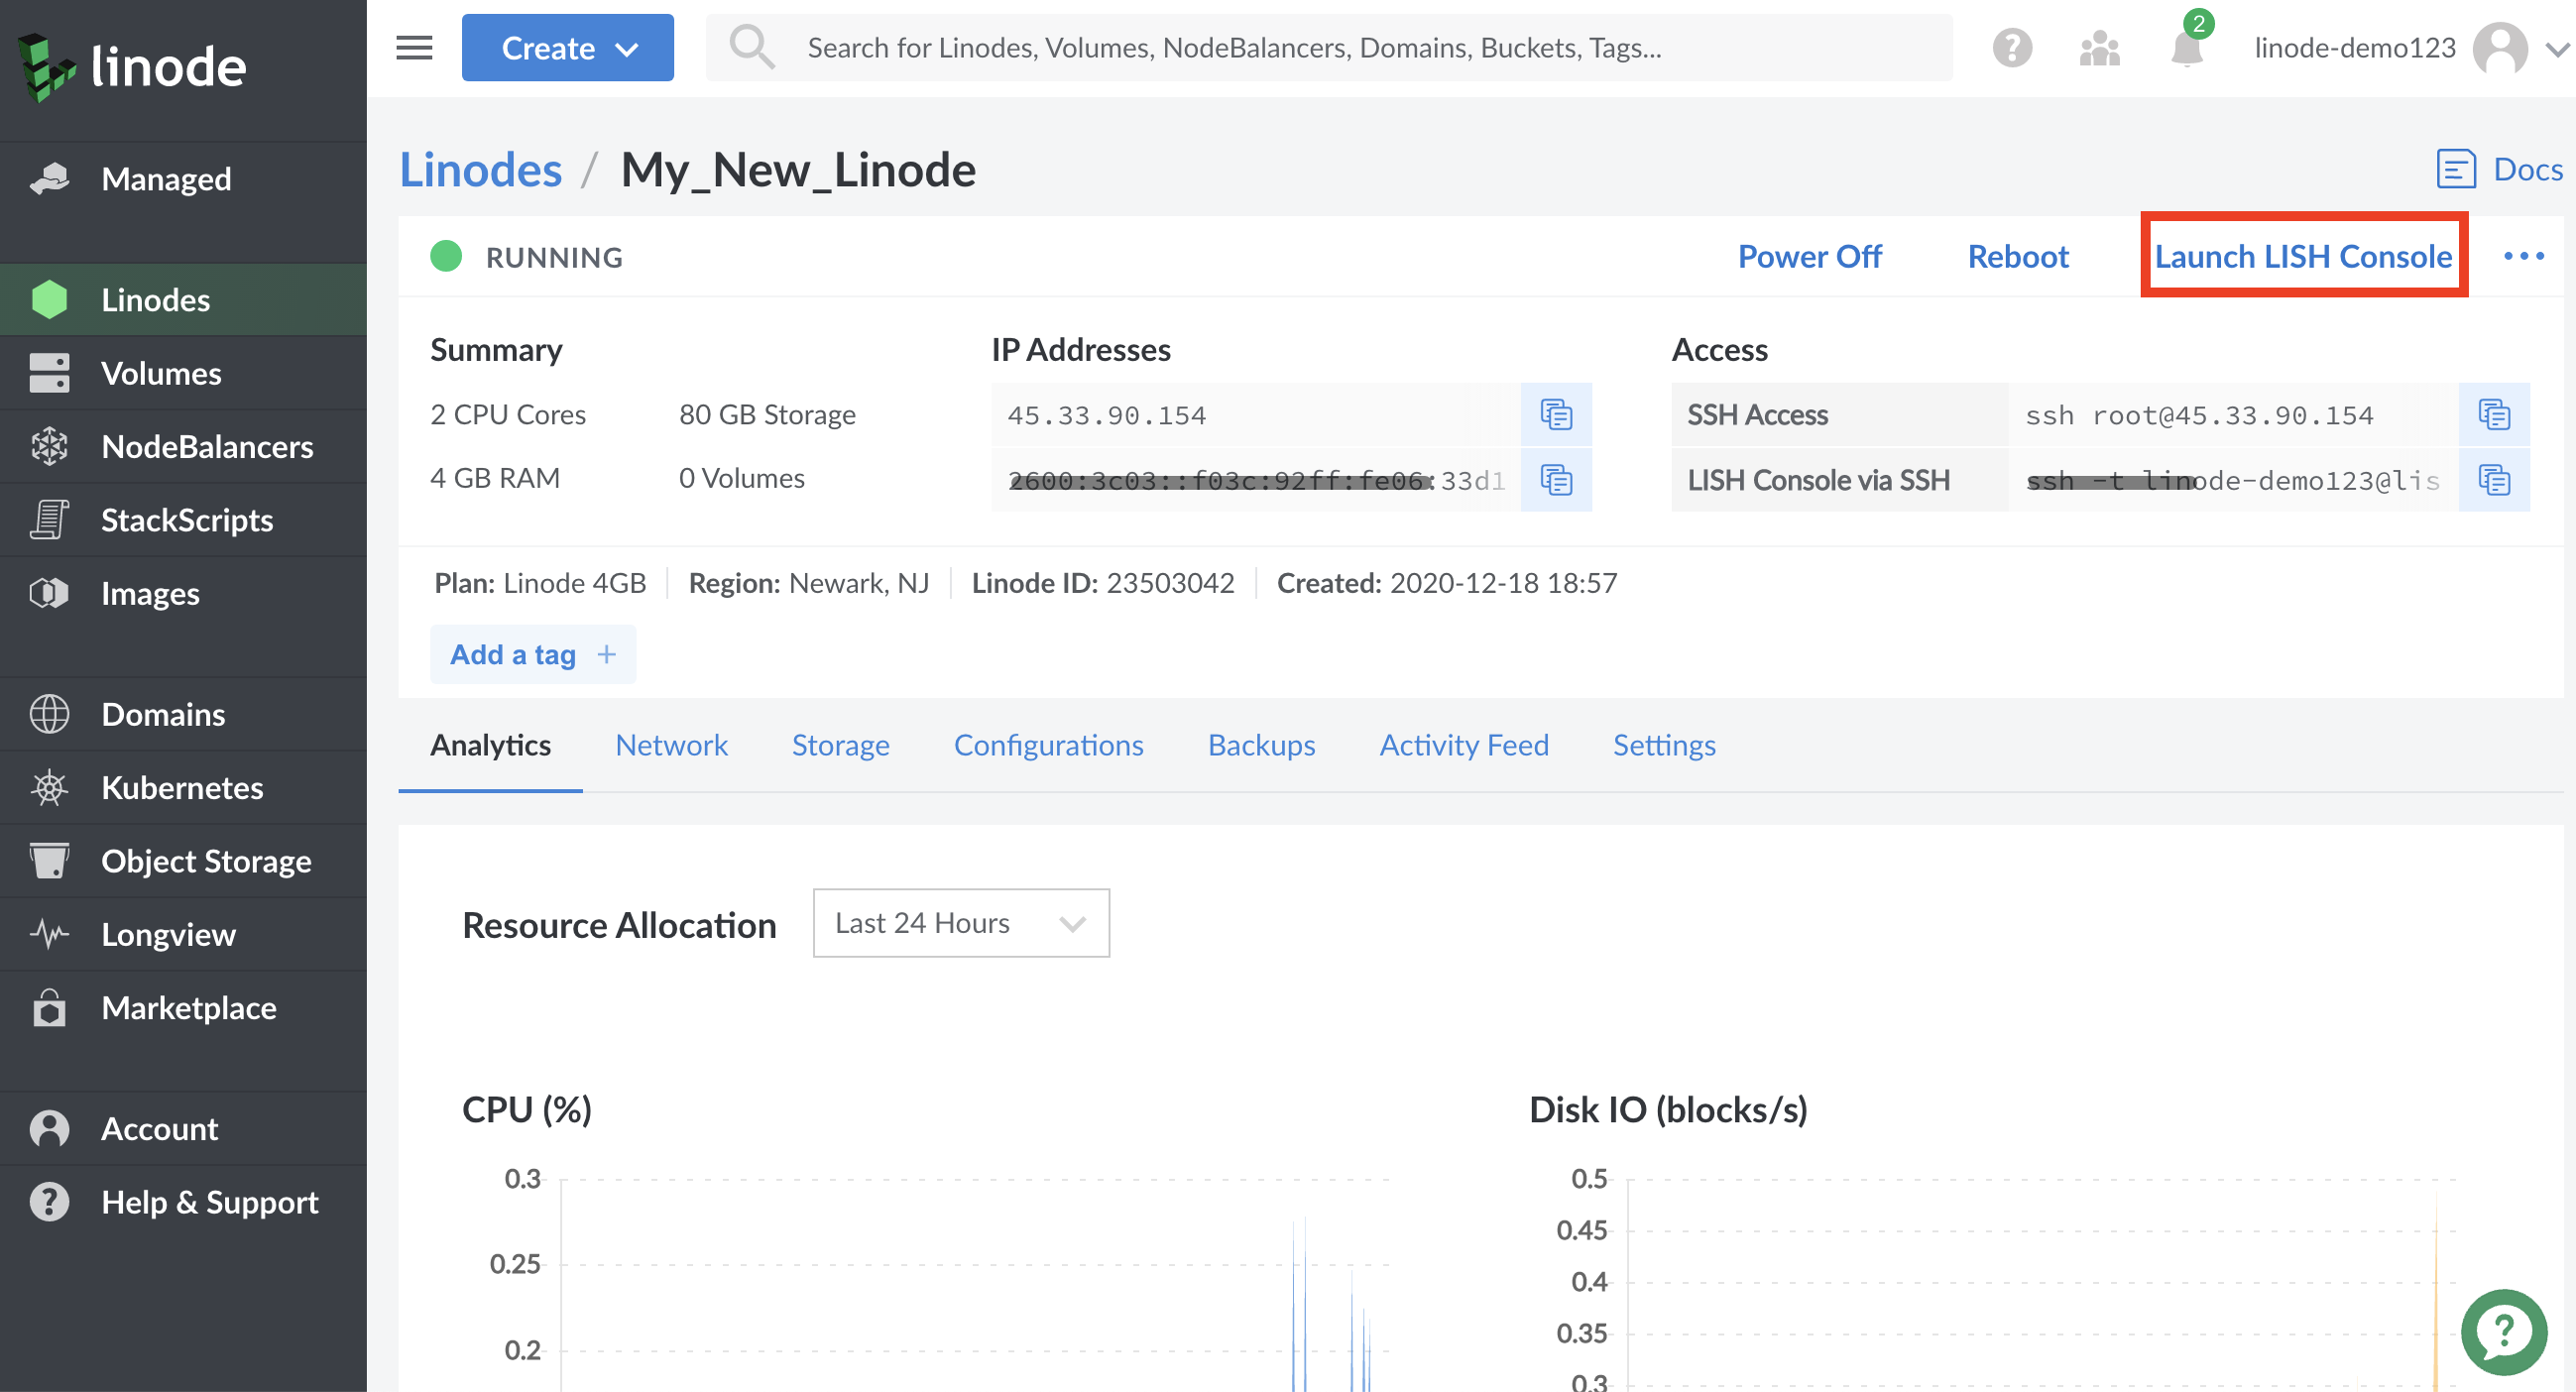 linode
Create
Search for Linodes, Volumes, NodeBalancers, Domains, Buckets, Tags...
2
linode-demo123
Managed
Linodes
Volumes
NodeBalancers
StackScripts
Images
Domains
Kubernetes
Object Storage
Longview
Marketplace
Account
Help & Support
Linodes / My_New_Linode
Docs
RUNNING
Power Off
Reboot
Launch LISH Console
Summary
2 CPU Cores
80 GB Storage
4 GB RAM
0 Volumes
IP Addresses
45.33.90.154
2600:3c03::f03c:92ff:fe06:33d1
Access
SSH Access
ssh root@45.33.90.154
LISH Console via SSH
ssh -t linode-demo123@lis
Plan: Linode 4GB
Region: Newark, NJ
Linode ID: 23503042
Created: 2020-12-18 18:57
Add a tag +
Analytics
Network
Storage
Configurations
Backups
Activity Feed
Settings
Resource Allocation
Last 24 Hours
CPU (%)
0.3
0.25
0.2
Disk IO (blocks/s)
0.5
0.45
0.4
0.35
0.3